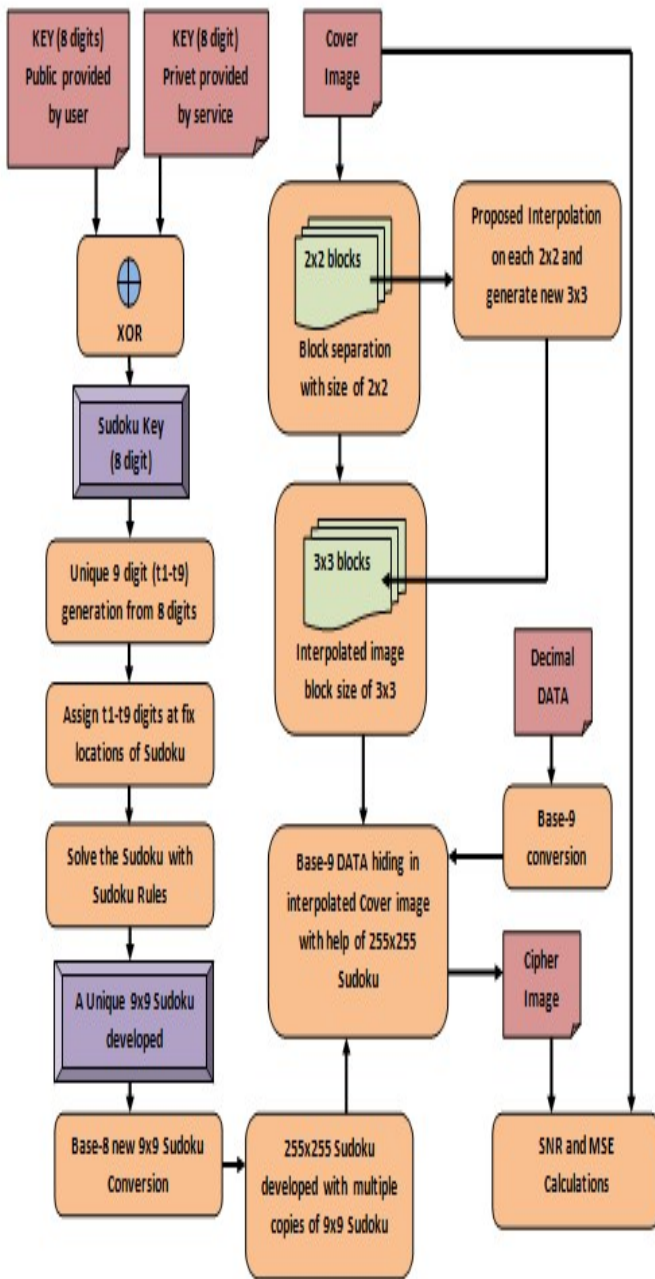 KEY (8 digits)
Public provided
by user
KEY (8 digit)
Privet provided
by service
XOR
Sudoku Key
(8 digit)
Unique 9 digit (t1-t9)
generation from 8 digits
Assign t1-t9 digits at fix
locations of Sudoku
Solve the Sudoku with
Sudoku Rules
A Unique 9x9 Sudoku
developed
Base-8 new 9x9 Sudoku
Conversion
255x255 Sudoku
developed with multiple
copies of 9x9 Sudoku
Cover
Image
2x2 blocks
Block separation
with size of 2x2
Proposed Interpolation
on each 2x2 and
generate new 3x3
3x3 blocks
Interpolated image
block size of 3x3
Decimal
DATA
Base-9
conversion
Base-9 DATA hiding in
interpolated Cover image
with help of 255x255
Sudoku
Cipher
Image
SNR and MSE
Calculations